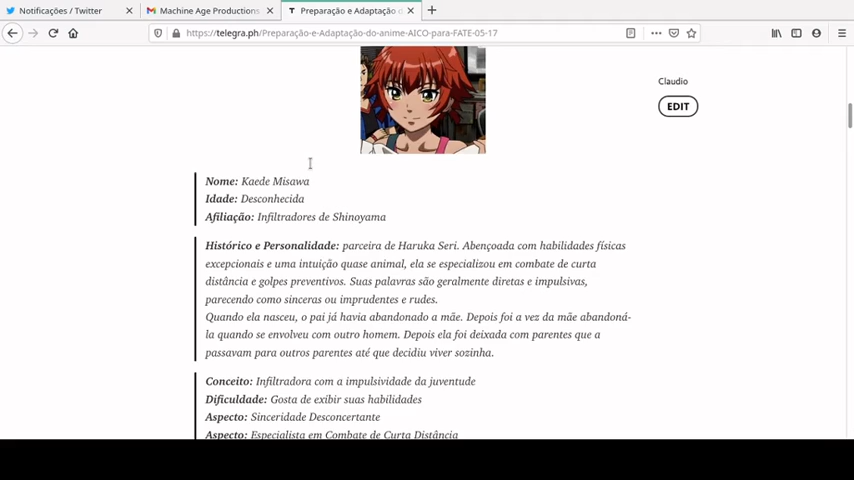 Notificações / Twitter
Machine Age Productions
Preparação e Adaptação d
https://telegra.ph/Preparação-e-Adaptação-do-anime-AICO-para-FATE-05-17
Claudio
EDIT
Nome: Kaede Misawa
Idade: Desconhecida
Afiliação: Infiltradores de Shinoyama
Histórico e Personalidade: parceira de Haruka Seri. Abençoada com habilidades físicas
excepcionais e uma intuição quase animal, ela se especializou em combate de curta
distância e golpes preventivos. Suas palavras são geralmente diretas e impulsivas,
parecendo como sinceras ou imprudentes e rudes.
Quando ela nasceu, o pai já havia abandonado a mãe. Depois foi a vez da mãe abandoná-
la quando se envolveu com outro homem. Depois ela foi deixada com parentes que a
passavam para outros parentes até que decidiu viver sozinha.
Conceito: Infiltradora com a impulsividade da juventude
Dificuldade: Gosta de exibir suas habilidades
Aspecto: Sinceridade Desconcertante
Aspecto: Especialista em Combate de Curta Distância